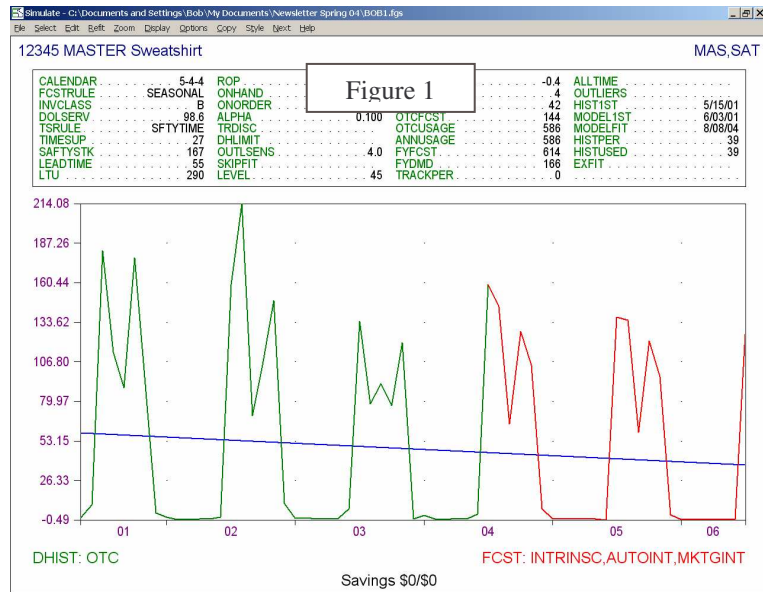 Simulate - C:\Documents and Settings\Bob\My Documents\Newsletter Spring 04\BOB1.fgs
File Select Edit Refit Zoom Display Options Copy Style Next Help
12345 MASTER Sweatshirt MAS,SAT
Figure 1
CALENDAR 5-4-4 ROP -0.4 ALLTIME
FCSTRULE SEASONAL ONHAND 4 OUTLIERS
INVCLASS B ONORDER 42 HIST1ST 5/15/01
DOLSERV 98.6 ALPHA 0.100 OTCFCST 144 MODEL1ST 6/03/01
TSRULE SFTYTIME TRDISC OTCUSAGE 586 MODELFIT 8/08/04
TIMESUP 27 DHLIMIT ANNUSAGE 586 HISTPER 39
SAFTYSTK 167 OUTLSENS 4.0 FYFCST 614 HISTUSED 39
LEADTIME 55 SKIPFIT FYDMD 166 EXFIT
LTU 290 LEVEL 45 TRACKPER 0
214.08
187.26
160.44
133.62
106.80
79.97
53.15
26.33
-0.49
01 02 03 04 05 06
DHIST: OTC FCST: INTRINSC,AUTOINT,MKTGINT
Savings $0/$0